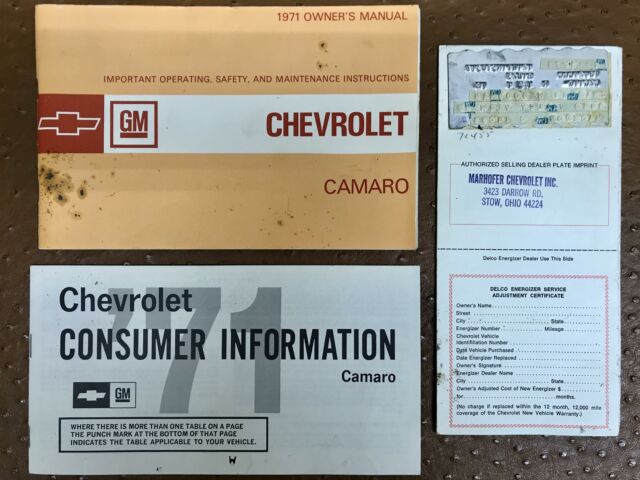 1971 OWNER'S MANUAL
IMPORTANT OPERATING, SAFETY, AND MAINTENANCE INSTRUCTIONS
GM
CHEVROLET
CAMARO
'71
Chevrolet
CONSUMER INFORMATION
Camaro
GM
WHERE THERE IS MORE THAN ONE TABLE ON A PAGE
THE PUNCH MARK AT THE BOTTOM OF THAT PAGE
INDICATES THE TABLE APPLICABLE TO YOUR VEHICLE.
AUTHORIZED SELLING DEALER PLATE IMPRINT
MARHOFER CHEVROLET INC.
3423 DARROW RD.
STOW, OHIO 44224
Delco Energizer Dealer Use This Side
DELCO ENERGIZER SERVICE
ADJUSTMENT CERTIFICATE
Owner's Name
Street
City State
Energizer Number Mileage
Chevrolet Vehicle
Identification Number
Date Vehicle Purchased
Date Energizer Replaced
Owner's Signature
Energizer Dealer Name
City State
Owner's Adjusted Cost of New Energizer $
for months.
(No charge if replaced within the 12 month, 12,000 mile
coverage of the Chevrolet New Vehicle Warranty.)